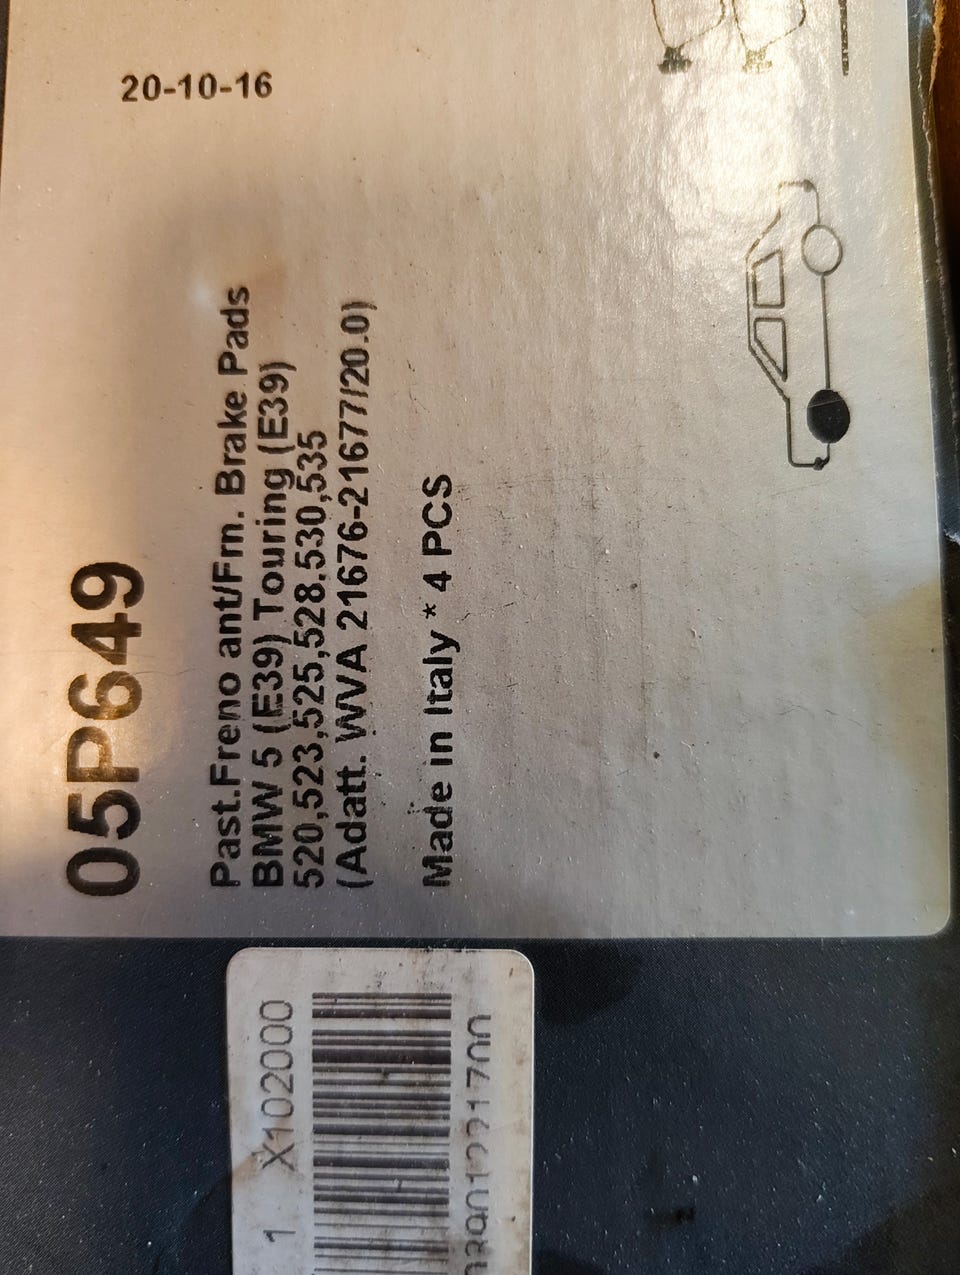 05P649
20-10-16
Past.Freno ant/Frn. Brake Pads
BMW 5 (E39) Touring (E39)
520,523,525,528,530,535
(Adatt. WVA 21676-21677/20.0)
Made in Italy * 4 PCS
1 X102000